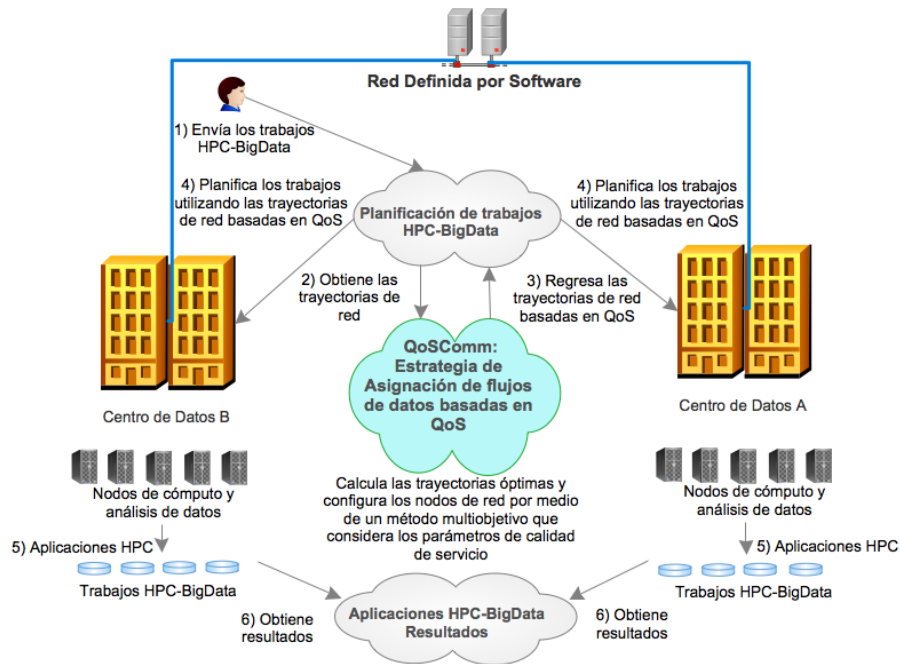 Red Definida por Software
1) Envía los trabajos
HPC-BigData
4) Planifica los trabajos
utilizando las trayectorias
de red basadas en QoS
Planificación de trabajos
HPC-BigData
4) Planifica los trabajos
utilizando las trayectorias
de red basadas en QoS
2) Obtiene las
trayectorias de
red
3) Regresa las
trayectorias de red
basadas en QoS
QoSComm:
Estrategia de
Asignación de flujos
de datos basadas en
QoS
Centro de Datos B
Centro de Datos A
Calcula las trayectorias óptimas y
configura los nodos de red por medio
de un método multiobjetivo que
considera los parámetros de calidad
de servicio
Nodos de cómputo y
análisis de datos
Nodos de cómputo y
análisis de datos
5) Aplicaciones HPC
5) Aplicaciones HPC
Trabajos HPC-BigData
Trabajos HPC-BigData
6) Obtiene
resultados
Aplicaciones HPC-BigData
Resultados
6) Obtiene
resultados